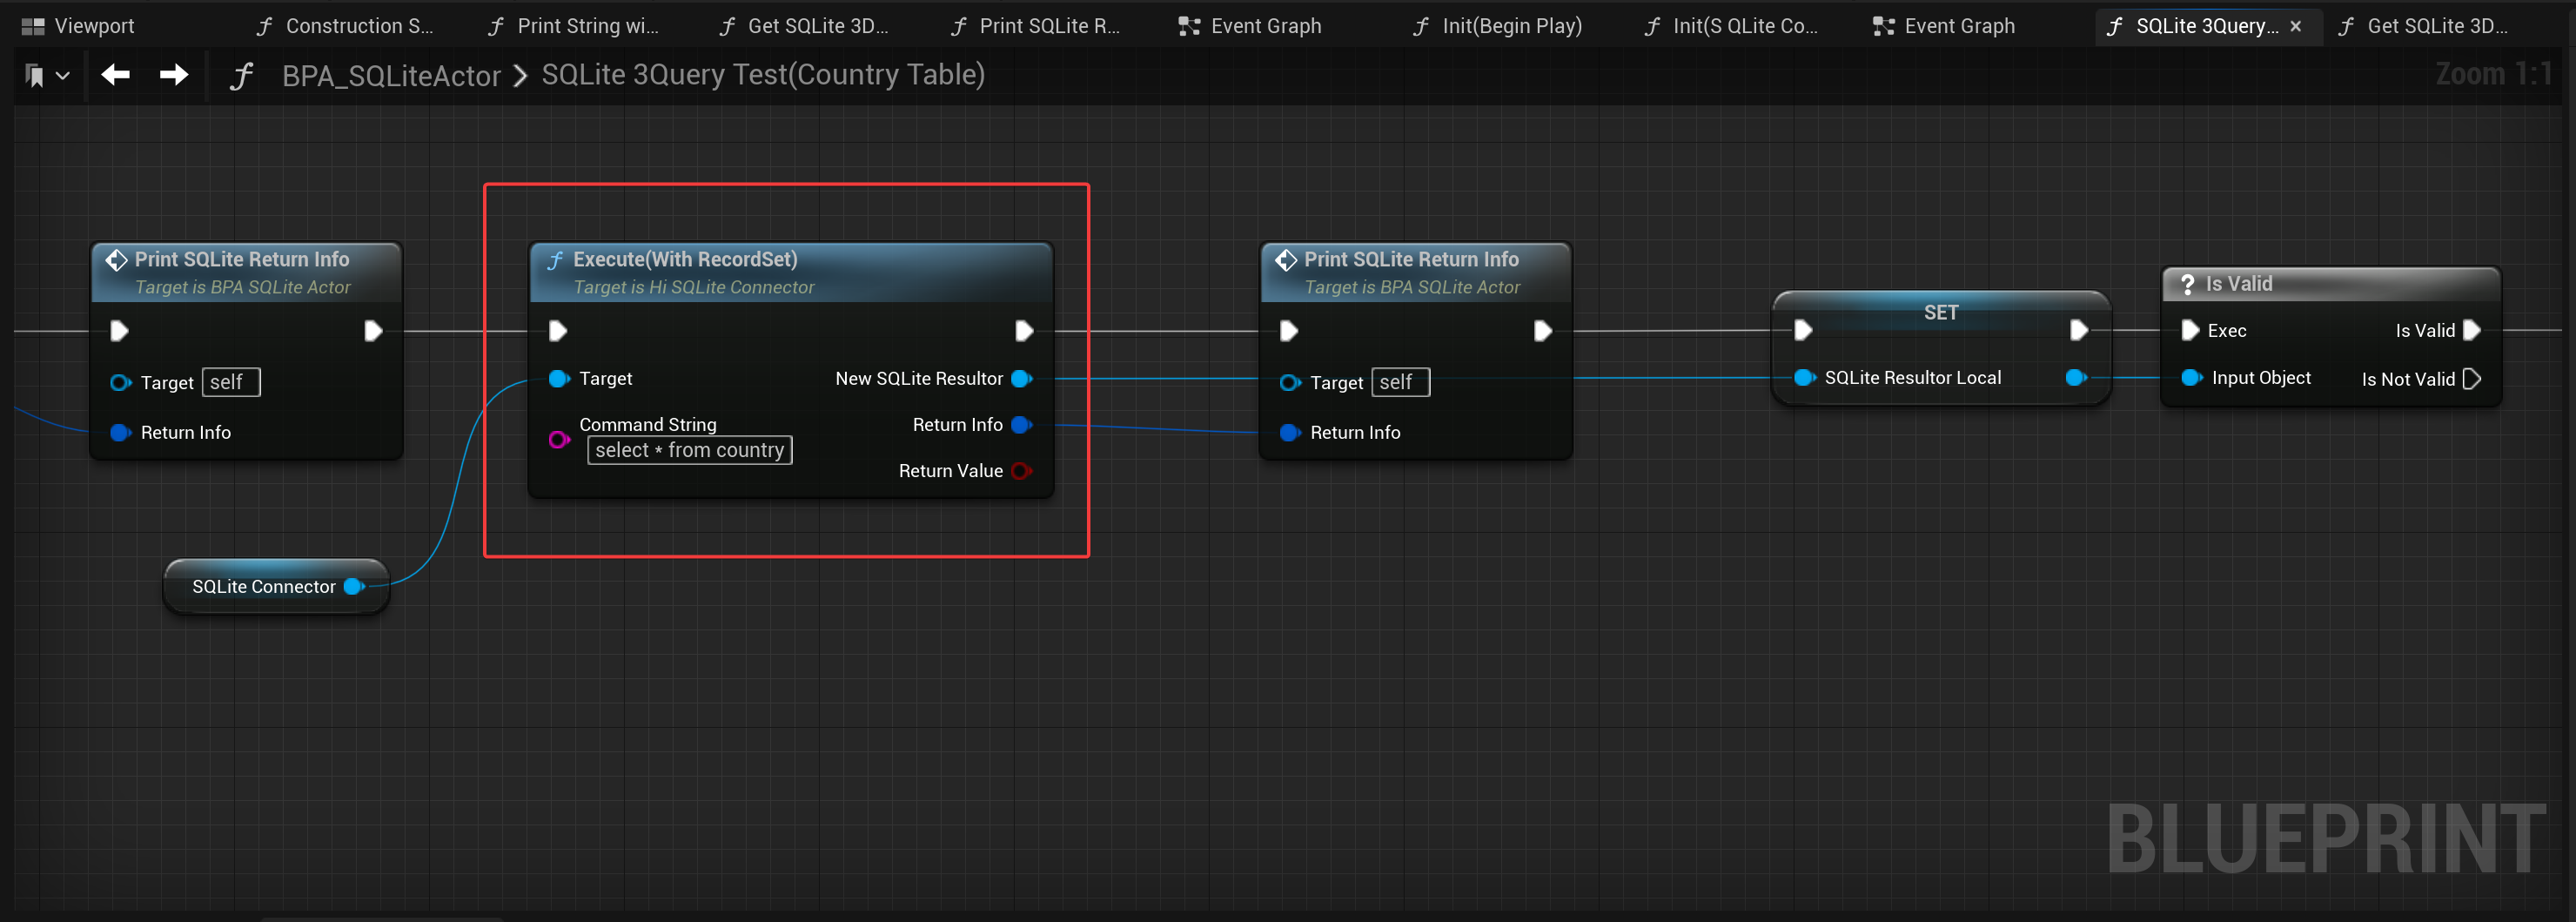 Viewport
Construction S...
Print String wi...
Get SQLite 3D...
Print SQLite R...
Event Graph
Init(Begin Play)
Init(S QLite Co...
Event Graph
SQLite 3Query...
Get SQLite 3D...
BPA_SQLiteActor > SQLite 3Query Test(Country Table)
Zoom 1:1
Print SQLite Return Info
Target is BPA SQLite Actor
Target self
Return Info
SQLite Connector
Execute(With RecordSet)
Target is Hi SQLite Connector
Target
New SQLite Resultor
Command String
select * from country
Return Info
Return Value
Print SQLite Return Info
Target is BPA SQLite Actor
Target self
Return Info
SET
SQLite Resultor Local
? Is Valid
Exec
Is Valid
Input Object
Is Not Valid
BLUEPRINT